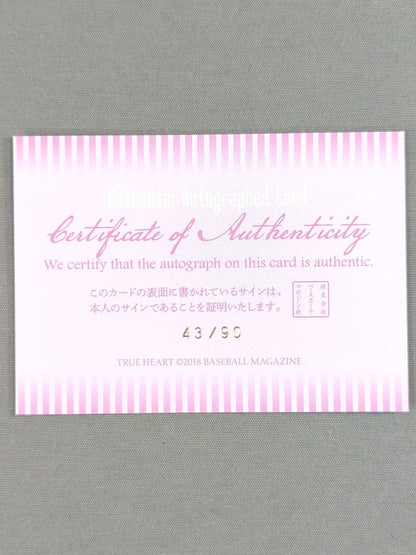 Authentic Autographed Card
Certificate of Authenticity
We certify that the autograph on this card is authentic.
このカードの表面に書かれているサインは、
本人のサインであることを証明いたします。
株式会社
ベースボール・
マガジン社
43/90
TRUE HEART ©2018 BASEBALL MAGAZINE